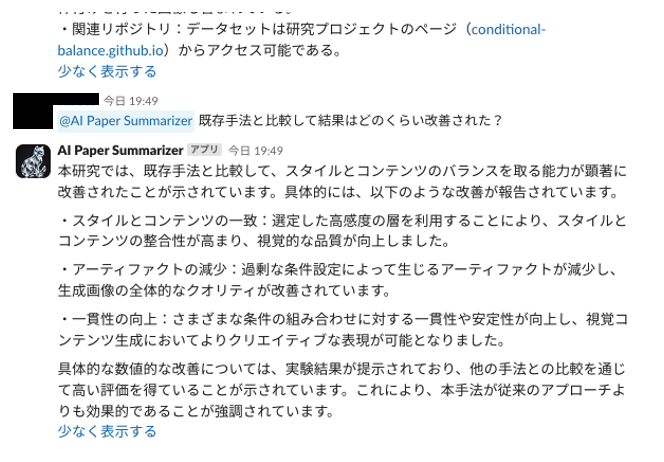 ・関連リポジトリ：データセットは研究プロジェクトのページ（conditional-
balance.github.io）からアクセス可能である。
少なく表示する
今日 19:49
@AI Paper Summarizer 既存手法と比較して結果はどのくらい改善された？
AI Paper Summarizer アプリ 今日 19:49
本研究では、既存手法と比較して、スタイルとコンテンツのバランスを取る能力が顕著に
改善されたことが示されています。具体的には、以下のような改善が報告されています。
・スタイルとコンテンツの一致：選定した高感度の層を利用することにより、スタイルと
コンテンツの整合性が高まり、視覚的な品質が向上しました。
・アーティファクトの減少：過剰な条件設定によって生じるアーティファクトが減少し、
生成画像の全体的なクオリティが改善されています。
・一貫性の向上：さまざまな条件の組み合わせに対する一貫性や安定性が向上し、視覚コ
ンテンツ生成においてよりクリエイティブな表現が可能となりました。
具体的な数値的な改善については、実験結果が提示されており、他の手法との比較を通じ
て高い評価を得ていることが示されています。これにより、本手法が従来のアプローチよ
りも効果的であることが強調されています。
少なく表示する